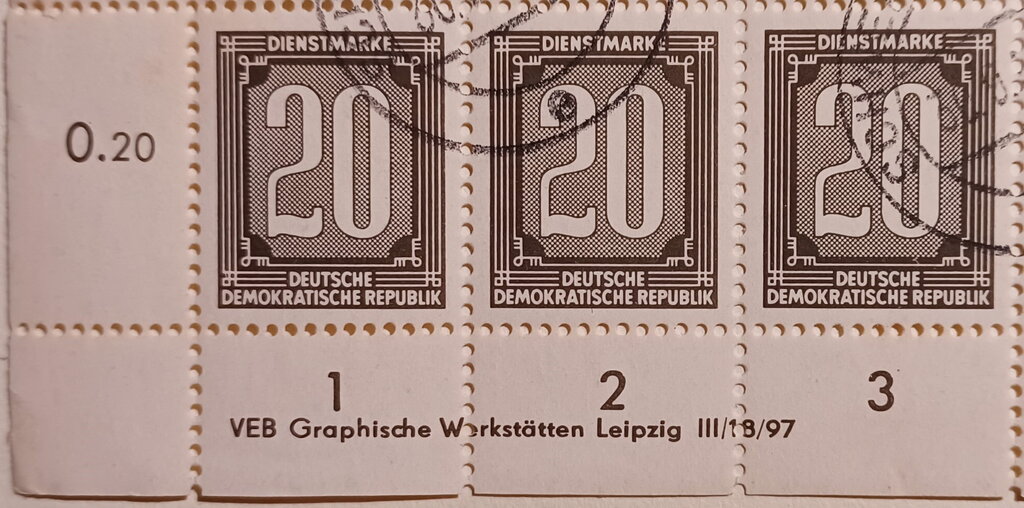 DIENSTMARKE DIENSTMARKE DIENSTMARKE
20 20 20
0.20
DEUTSCHE DEUTSCHE DEUTSCHE
DEMOKRATISCHE REPUBLIK DEMOKRATISCHE REPUBLIK DEMOKRATISCHE REPUBLIK
1 2 3
VEB Graphische Werkstätten Leipzig III/18/97